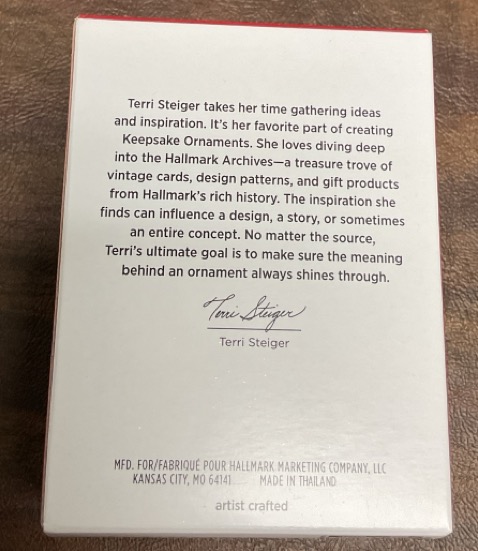 Terri Steiger takes her time gathering ideas
and inspiration. It's her favorite part of creating
Keepsake Ornaments. She loves diving deep
into the Hallmark Archives—a treasure trove of
vintage cards, design patterns, and gift products
from Hallmark's rich history. The inspiration she
finds can influence a design, a story, or sometimes
an entire concept. No matter the source,
Terri's ultimate goal is to make sure the meaning
behind an ornament always shines through.
Terri Steiger
Terri Steiger
MFD. FOR/FABRIQUÉ POUR HALLMARK MARKETING COMPANY, LLC
KANSAS CITY, MO 64141 MADE IN THAILAND
artist crafted